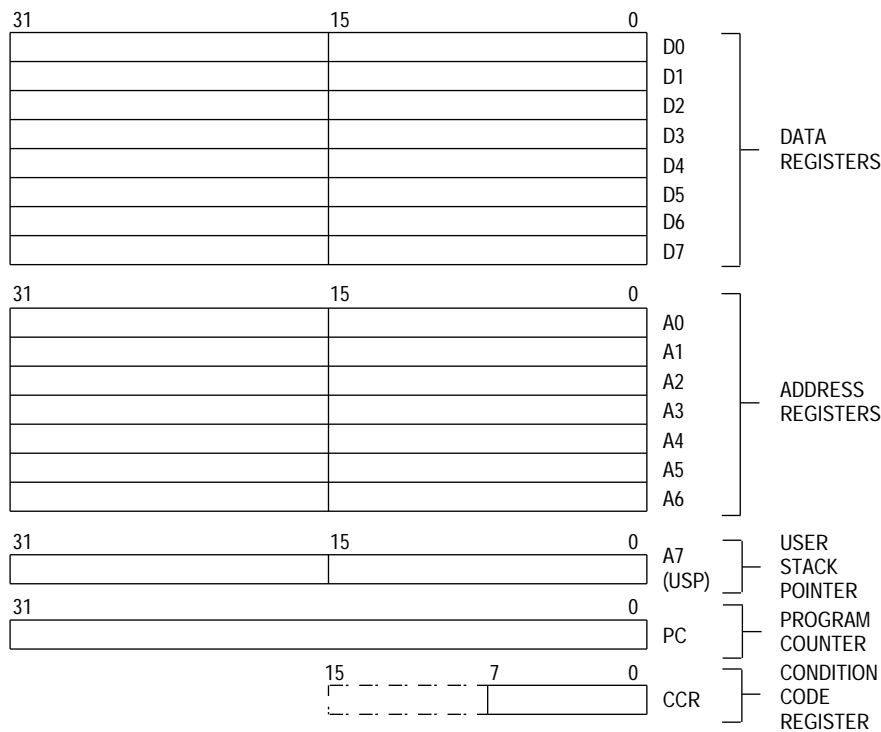 31 15 0
D0
D1
D2
D3
D4
D5
D6
D7
DATA
REGISTERS
31 15 0
A0
A1
A2
A3
A4
A5
A6
ADDRESS
REGISTERS
31 15 0
A7
(USP)
USER
STACK
POINTER
31 0
PC
PROGRAM
COUNTER
15 7 0
CCR
CONDITION
CODE
REGISTER